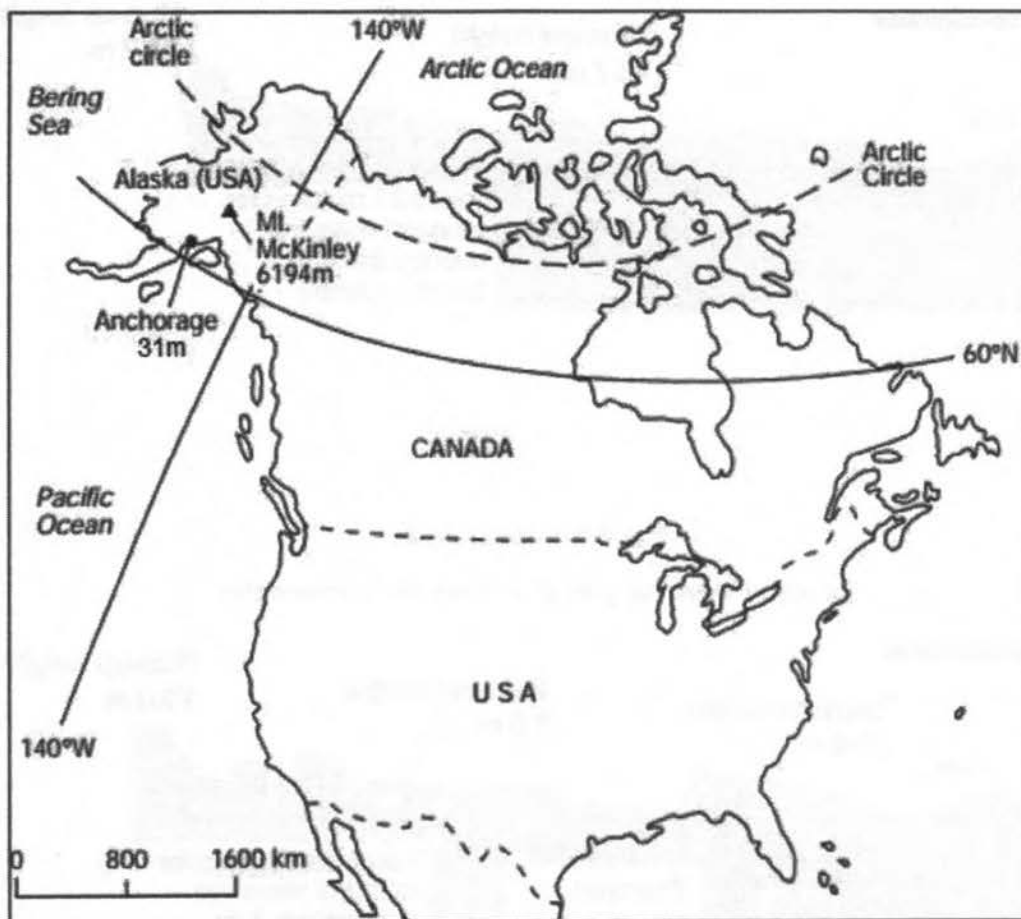 Arctic
circle
140°W
Arctic Ocean
Bering
Sea
Arctic
Circle
Alaska (USA)
Mt.
McKinley
6194m
Anchorage
31m
60°N
CANADA
Pacific
Ocean
USA
140°W
0 800 1600 km